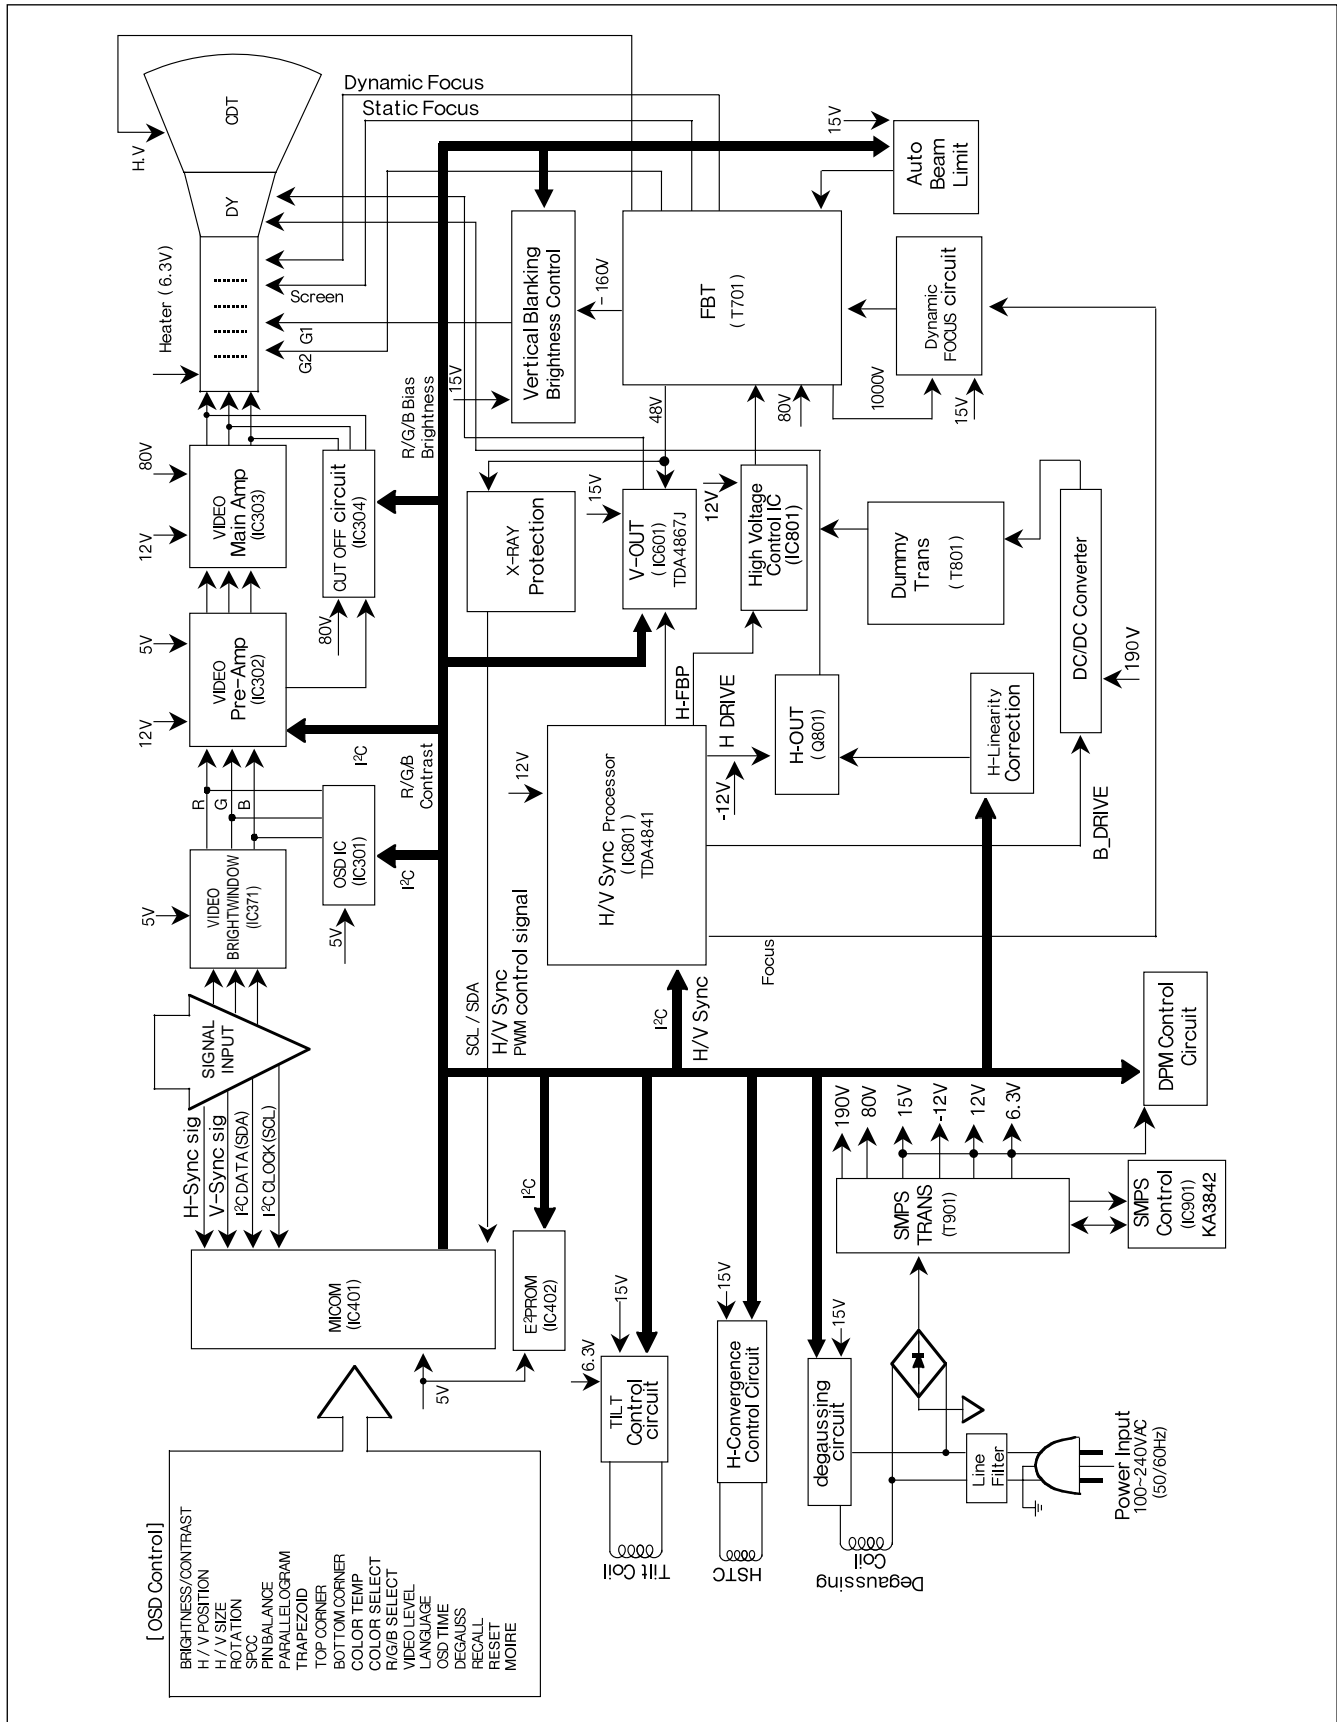 [ OSD Control ]
BRIGHTNESS/CONTRAST
H / V POSITION
H / V SIZE
ROTATION
SPCC
PIN BALANCE
PARALLELOGRAM
TRAPEZOID
TOP CORNER
BOTTOM CORNER
COLOR TEMP
COLOR SELECT
R/G/B SELECT
VIDEO LEVEL
LANGUAGE
OSD TIME
DEGAUSS
RECALL
RESET
MOIRE
MICOM
(IC401)
5V
H-Sync sig
V-Sync sig
I²C DATA(SDA)
I²C CLOCK(SCL)
SIGNAL
INPUT
5V
VIDEO
BRIGHTWINDOW
(IC371)
R
G
B
5V
OSD IC
(IC301)
I²C
12V
5V
VIDEO
Pre-Amp
(IC302)
I²C
R/G/B
Contrast
12V
80V
VIDEO
Main Amp
(IC303)
80V
CUT OFF circuit
(IC304)
R/G/B Bias
Brightness
Heater ( 6.3V)
G2
G1
Screen
DY
CDT
H.V
Dynamic Focus
Static Focus
E²PROM
(IC402)
I²C
SCL / SDA
H/V Sync
PWM control signal
X-RAY
Protection
15V
Vertical Blanking
Brightness Control
- 160V
15V
V-OUT
( IC601)
TDA4867J
48V
FBT
( T701)
15V
Auto
Beam
Limit
Dynamic
FOCUS circuit
1000V
15V
80V
12V
High Voltage
Control IC
(IC801)
Dummy
Trans
( T801)
DC/DC Converter
190V
12V
H/V Sync Processor
(IC801)
TDA4841
H-FBP
H DRIVE
-12V
H-OUT
( Q801)
H-Linearity
Correction
B_DRIVE
Focus
I²C
H/V Sync
6.3V
15V
TILT
Control
circuit
Tilt Coil
15V
H-Convergence
Control Circuit
HSTC
15V
degaussing
circuit
Degaussing
Coil
Line
Filter
Power Input
100~240VAC
(50/60Hz)
SMPS
TRANS
(T901)
190V
80V
15V
-12V
12V
6.3V
SMPS
Control
(IC901)
KA3842
DPM Control
Circuit